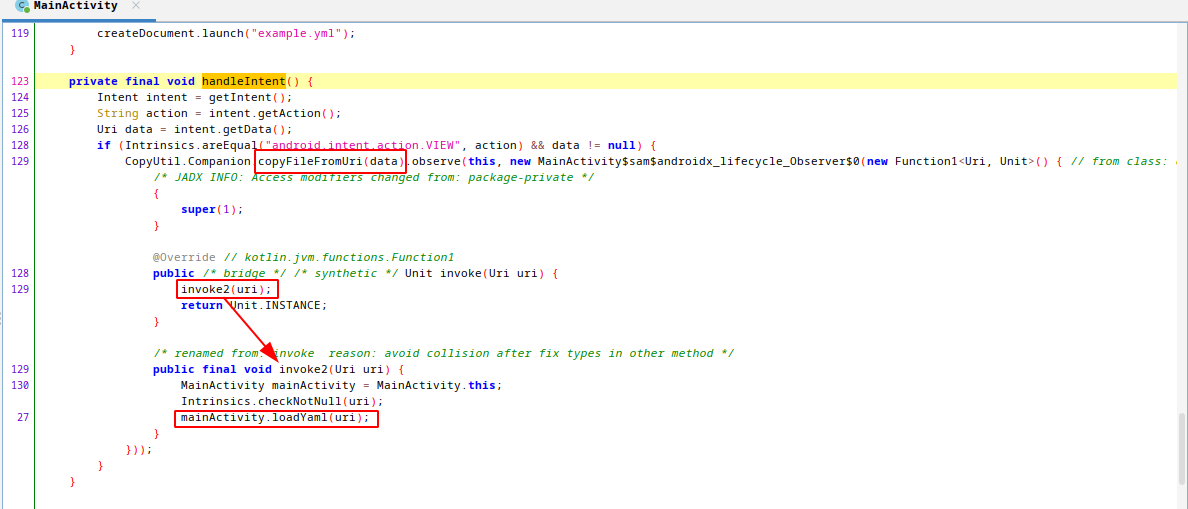 MainActivity ×
119 createDocument.launch("example.yml");
}
123 private final void handleIntent() {
124 Intent intent = getIntent();
125 String action = intent.getAction();
126 Uri data = intent.getData();
128 if (Intrinsics.areEqual("android.intent.action.VIEW", action) && data != null) {
129 CopyUtil.Companion.copyFileFromUri(data).observe(this, new MainActivity$sam$androidx_lifecycle_Observer$0(new Function1<Uri, Unit>() { // from class:
/* JADX INFO: Access modifiers changed from: package-private */
{
super(1);
}
@Override // kotlin.jvm.functions.Function1
128 public /* bridge */ /* synthetic */ Unit invoke(Uri uri) {
129 invoke2(uri);
return Unit.INSTANCE;
}
/* renamed from: invoke reason: avoid collision after fix types in other method */
129 public final void invoke2(Uri uri) {
130 MainActivity mainActivity = MainActivity.this;
Intrinsics.checkNotNull(uri);
27 mainActivity.loadYaml(uri);
}
}));
}
}